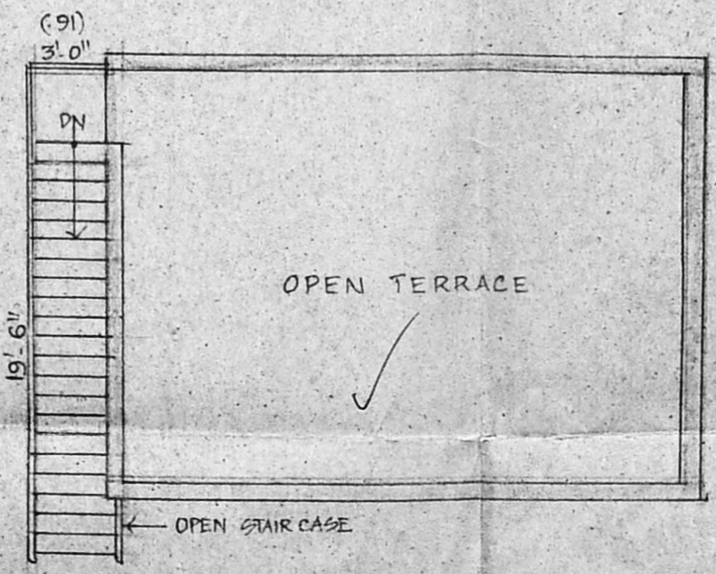 (.91)
3'-0"
DN
OPEN TERRACE
19'-6"
OPEN STAIR CASE